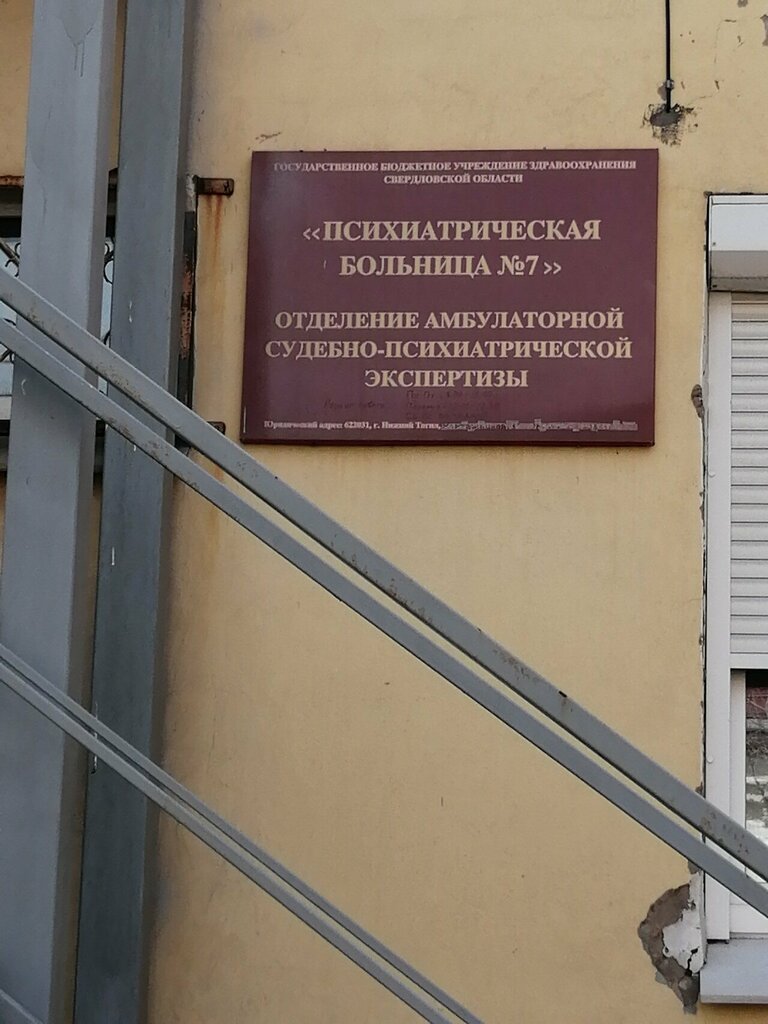 ГОСУДАРСТВЕННОЕ БЮДЖЕТНОЕ УЧРЕЖДЕНИЕ ЗДРАВООХРАНЕНИЯ
СВЕРДЛОВСКОЙ ОБЛАСТИ
«ПСИХИАТРИЧЕСКАЯ
БОЛЬНИЦА №7»
ОТДЕЛЕНИЕ АМБУЛАТОРНОЙ
СУДЕБНО-ПСИХИАТРИЧЕСКОЙ
ЭКСПЕРТИЗЫ
Юридический адрес: 622031, г. Нижний Тагил,